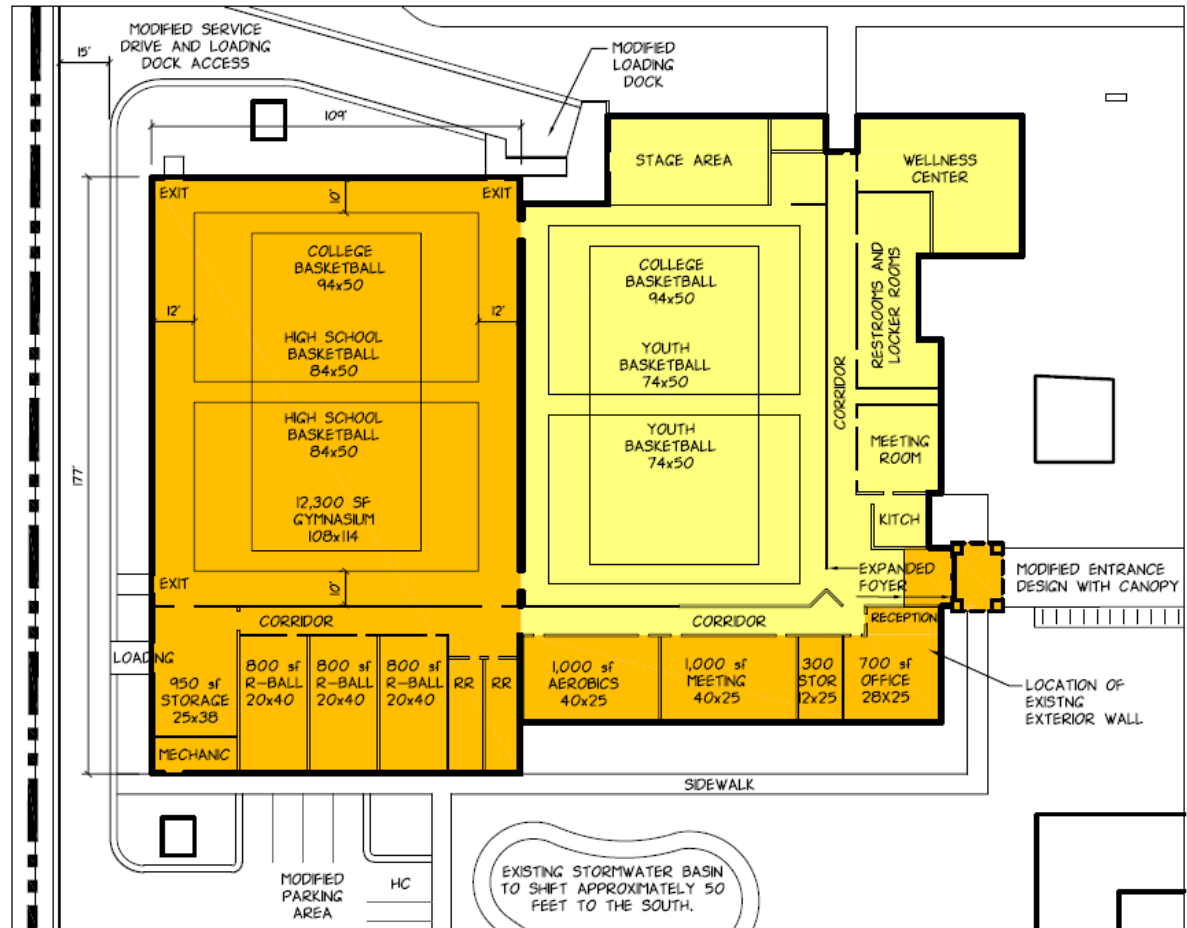 MODIFIED SERVICE
DRIVE AND LOADING
DOCK ACCESS
15'
MODIFIED
LOADING
DOCK
109'
STAGE AREA
WELLNESS
CENTER
EXIT
EXIT
10'
COLLEGE
BASKETBALL
94x50
12'
12'
HIGH SCHOOL
BASKETBALL
84x50
HIGH SCHOOL
BASKETBALL
84x50
12,300 SF
GYMNASIUM
108x114
177'
EXIT
10'
COLLEGE
BASKETBALL
94x50
YOUTH
BASKETBALL
74x50
YOUTH
BASKETBALL
74x50
CORRIDOR
RESTROOMS AND
LOCKER ROOMS
MEETING
ROOM
KITCH
EXPANDED
FOYER
MODIFIED ENTRANCE
DESIGN WITH CANOPY
CORRIDOR
CORRIDOR
RECEPTION
LOADING
950 sf
STORAGE
25x38
800 sf
R-BALL
20x40
800 sf
R-BALL
20x40
800 sf
R-BALL
20x40
RR
RR
1,000 sf
AEROBICS
40x25
1,000 sf
MEETING
40x25
300
STOR
12x25
700 sf
OFFICE
28X25
LOCATION OF
EXISTNG
EXTERIOR WALL
MECHANIC
SIDEWALK
MODIFIED
PARKING
AREA
HC
EXISTING STORMWATER BASIN
TO SHIFT APPROXIMATELY 50
FEET TO THE SOUTH.